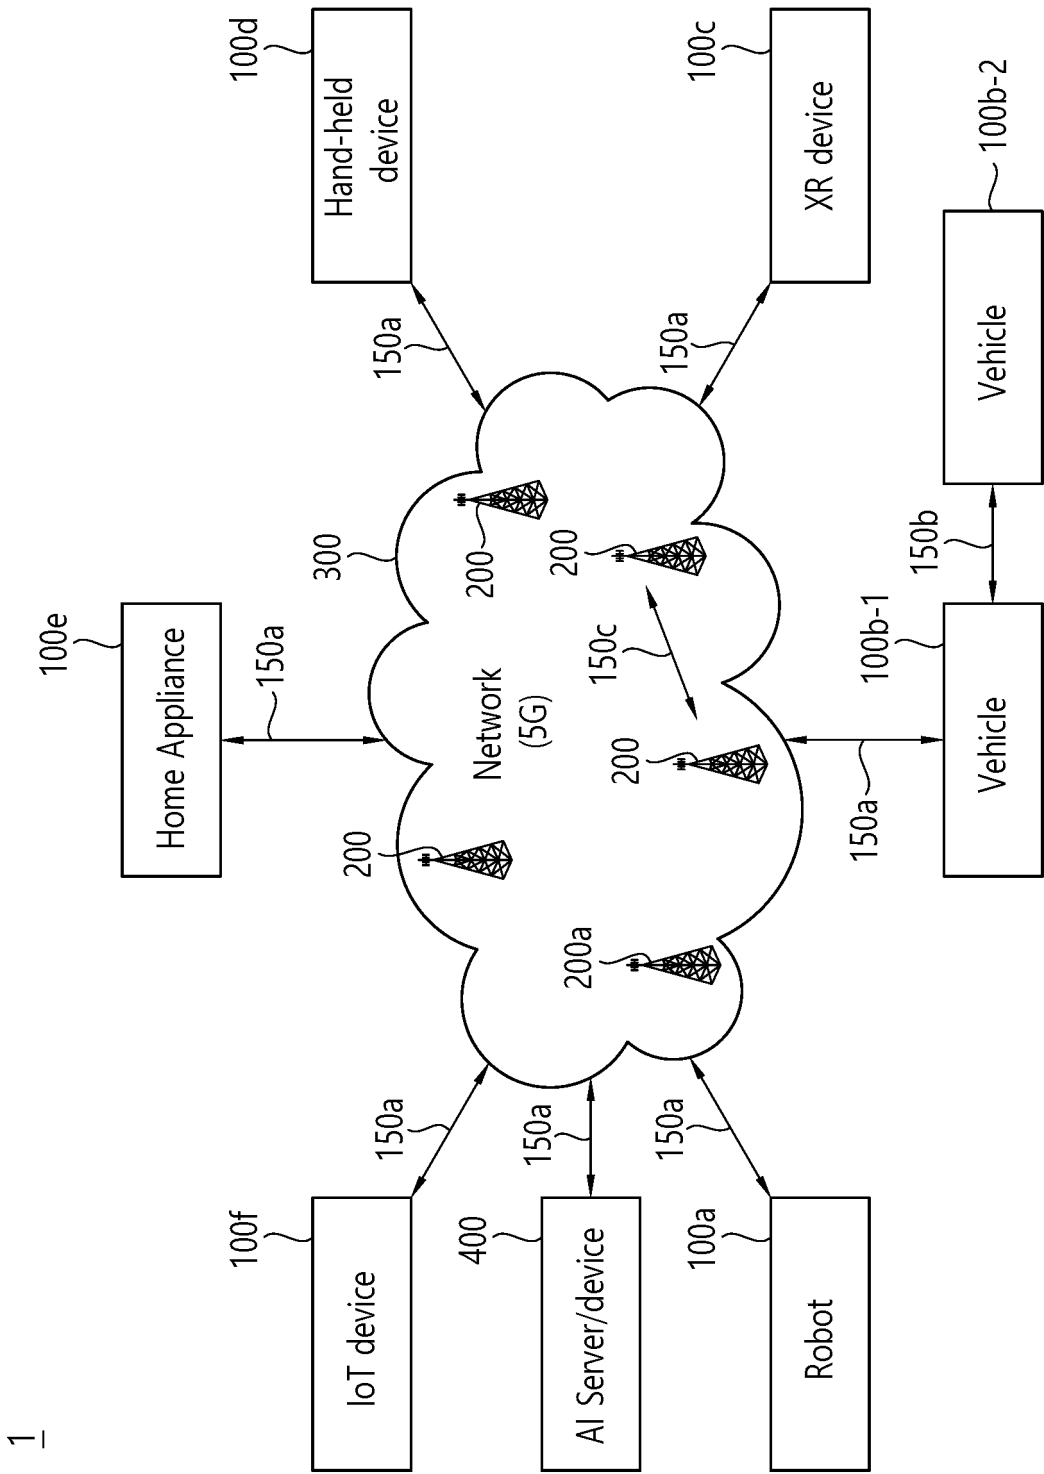 1
100e
Home Appliance
150a
100f
IoT device
150a
300
100d
Hand-held
device
150a
200
200
Network
(5G)
400
AI Server/device
150a
200a
200
150c
200
100a
Robot
150a
100c
XR device
150a
150a
100b-1
Vehicle
150b
100b-2
Vehicle